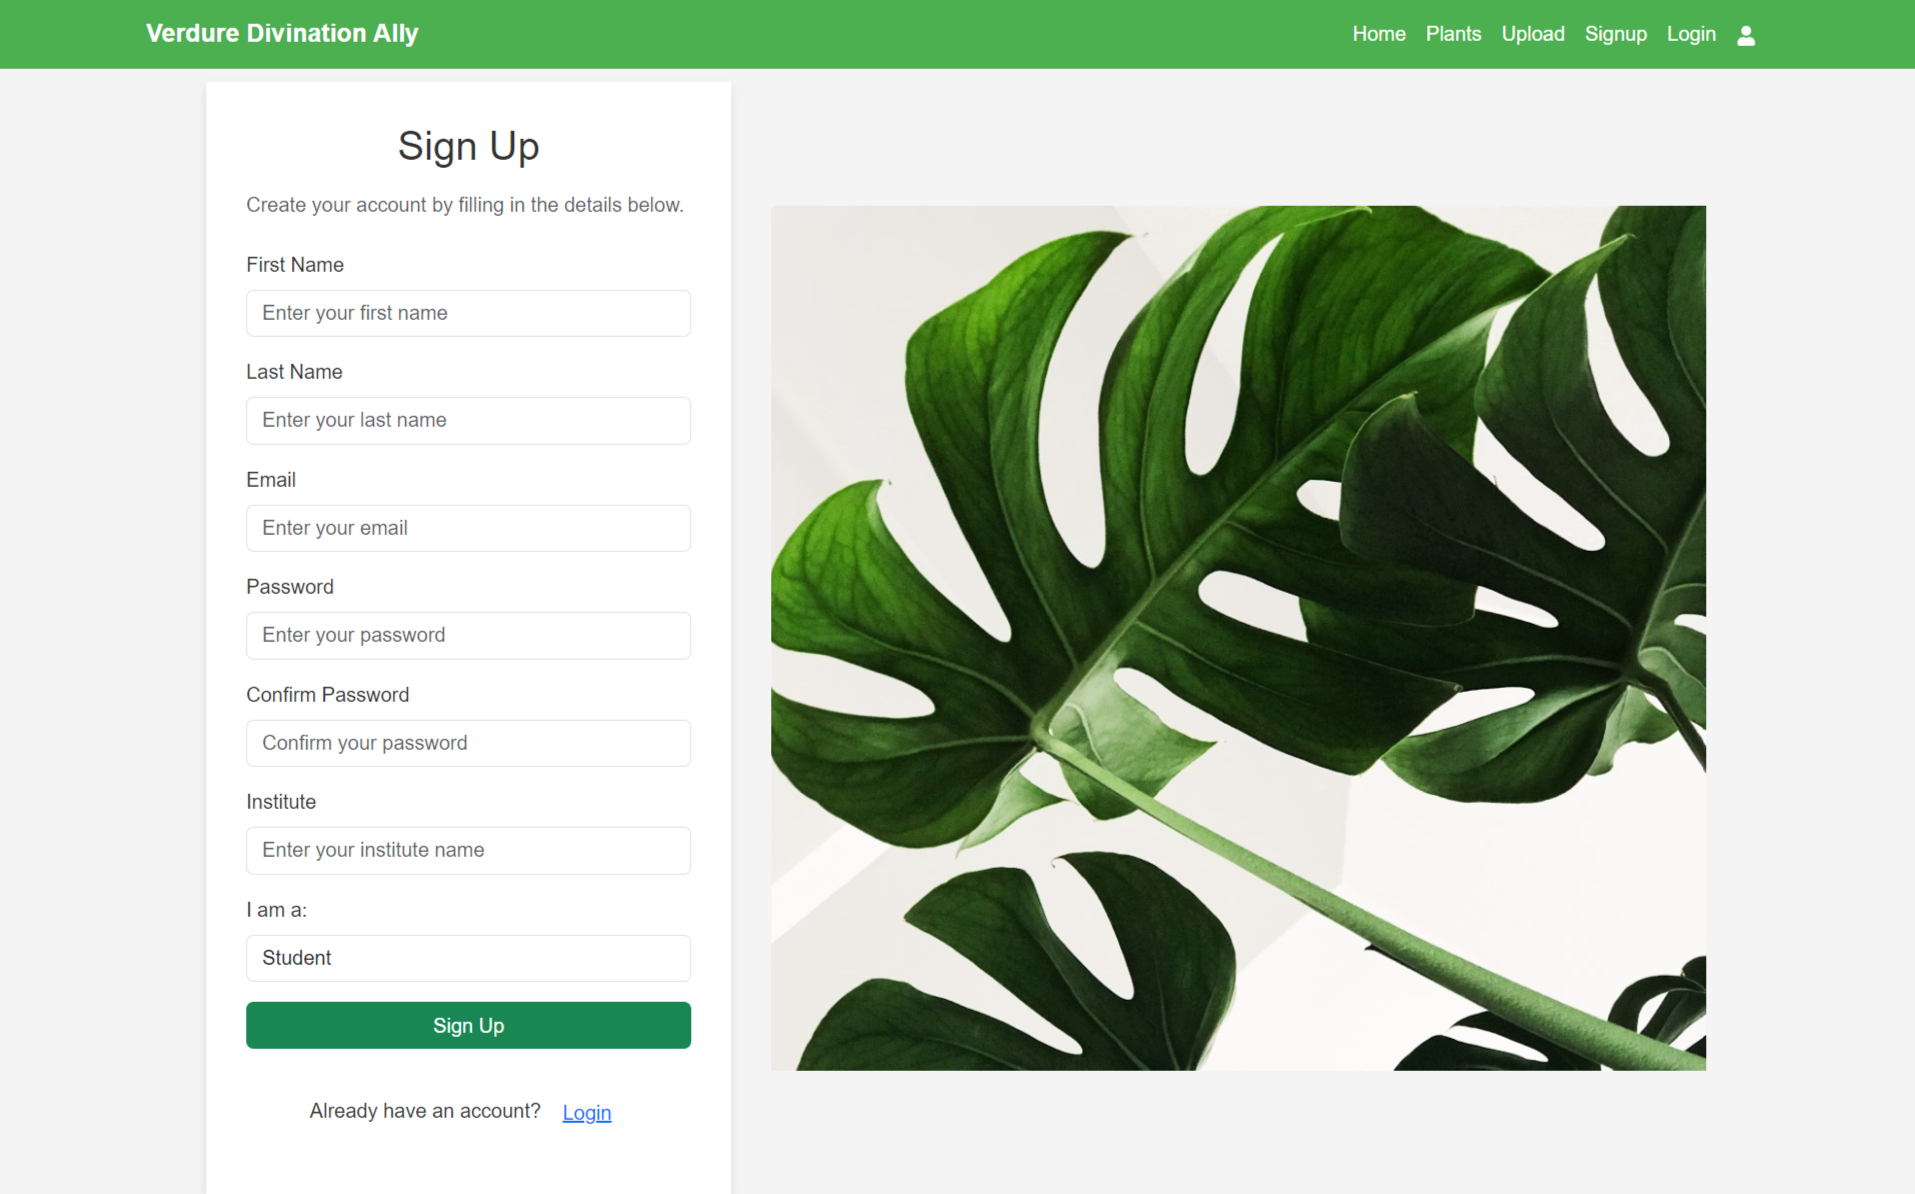 Verdure Divination Ally
Home Plants Upload Signup Login
Sign Up
Create your account by filling in the details below.
First Name
Enter your first name
Last Name
Enter your last name
Email
Enter your email
Password
Enter your password
Confirm Password
Confirm your password
Institute
Enter your institute name
I am a:
Student
Sign Up
Already have an account? Login